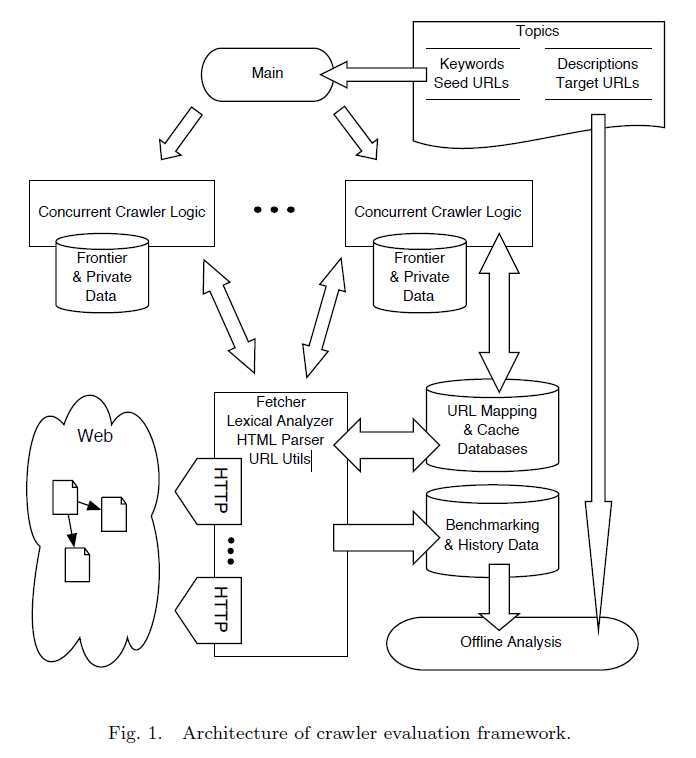 Topics
Keywords
Seed URLs
Descriptions
Target URLs
Main
Concurrent Crawler Logic
Frontier
& Private
Data
Concurrent Crawler Logic
Frontier
& Private
Data
Fetcher
Lexical Analyzer
HTML Parser
URL Utils
URL Mapping
& Cache
Databases
Web
HTTP
HTTP
Benchmarking
& History Data
Offline Analysis
Fig. 1. Architecture of crawler evaluation framework.